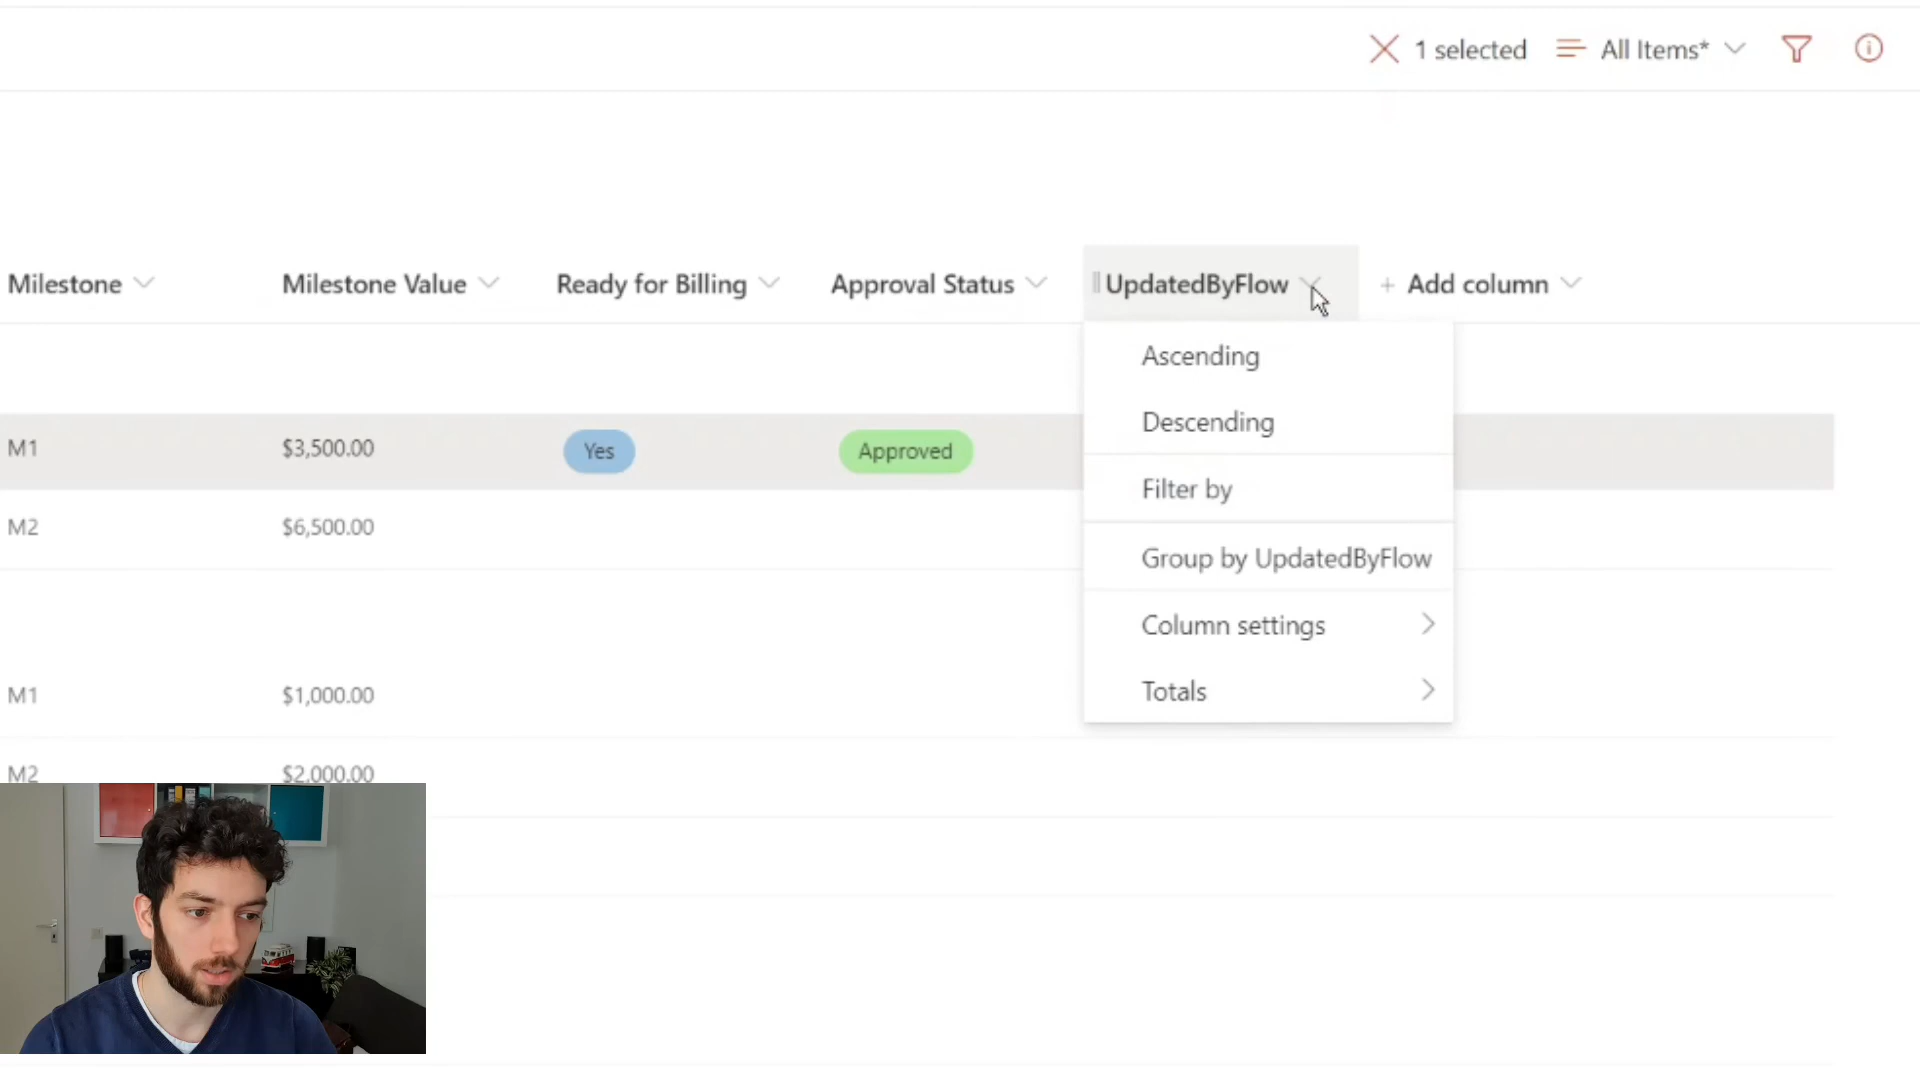 1 selected All Items*
Milestone Milestone Value Ready for Billing Approval Status UpdatedByFlow + Add column
Ascending
M1 $3,500.00 Yes Approved
Descending
Filter by
M2 $6,500.00
Group by UpdatedByFlow
Column settings
M1 $1,000.00
Totals
M2 $2,000.00